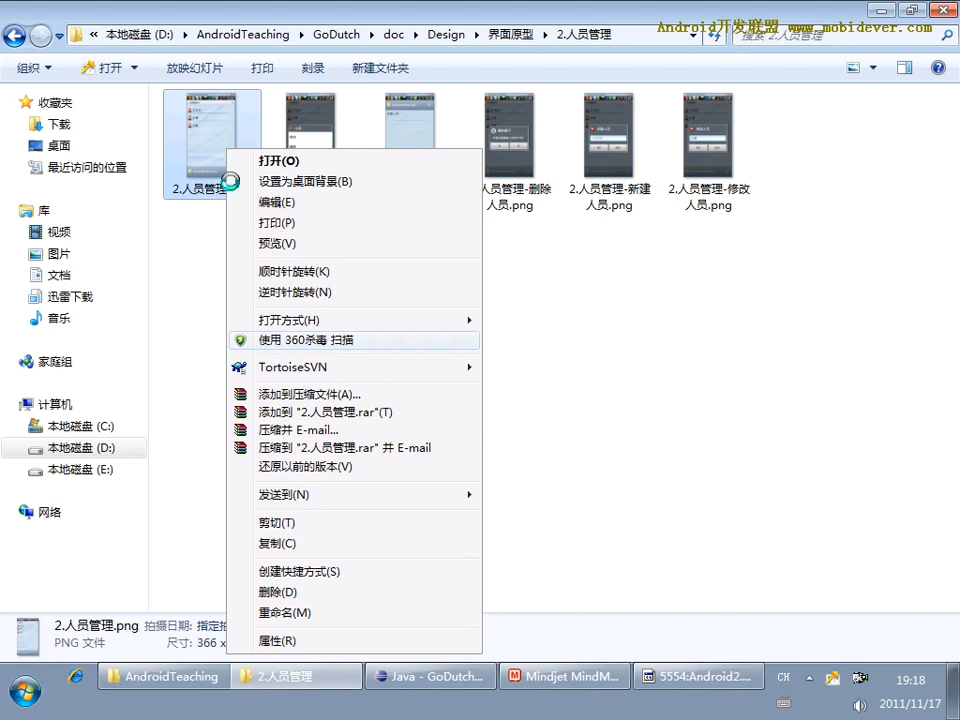 Android开发联盟 www.mobidever.com
« 本地磁盘 (D:) AndroidTeaching GoDutch doc Design 界面原型 2.人员管理
搜索 2.人员管理
组织 打开 放映幻灯片 打印 刻录 新建文件夹
收藏夹
下载
桌面
最近访问的位置
库
视频
图片
文档
迅雷下载
音乐
家庭组
计算机
本地磁盘 (C:)
本地磁盘 (D:)
本地磁盘 (E:)
网络
2.人员管理
人员管理-删除
人员.png
2.人员管理-新建
人员.png
2.人员管理-修改
人员.png
打开(O)
设置为桌面背景(B)
编辑(E)
打印(P)
预览(V)
顺时针旋转(K)
逆时针旋转(N)
打开方式(H)
使用 360杀毒 扫描
TortoiseSVN
添加到压缩文件(A)...
添加到 "2.人员管理.rar"(T)
压缩并 E-mail...
压缩到 "2.人员管理.rar" 并 E-mail
还原以前的版本(V)
发送到(N)
剪切(T)
复制(C)
创建快捷方式(S)
删除(D)
重命名(M)
属性(R)
2.人员管理.png 拍摄日期: 指定拍
PNG 文件 尺寸: 366 x
AndroidTeaching
2.人员管理
Java - GoDutch...
Mindjet MindM...
5554:Android2....
CH
19:18
2011/11/17